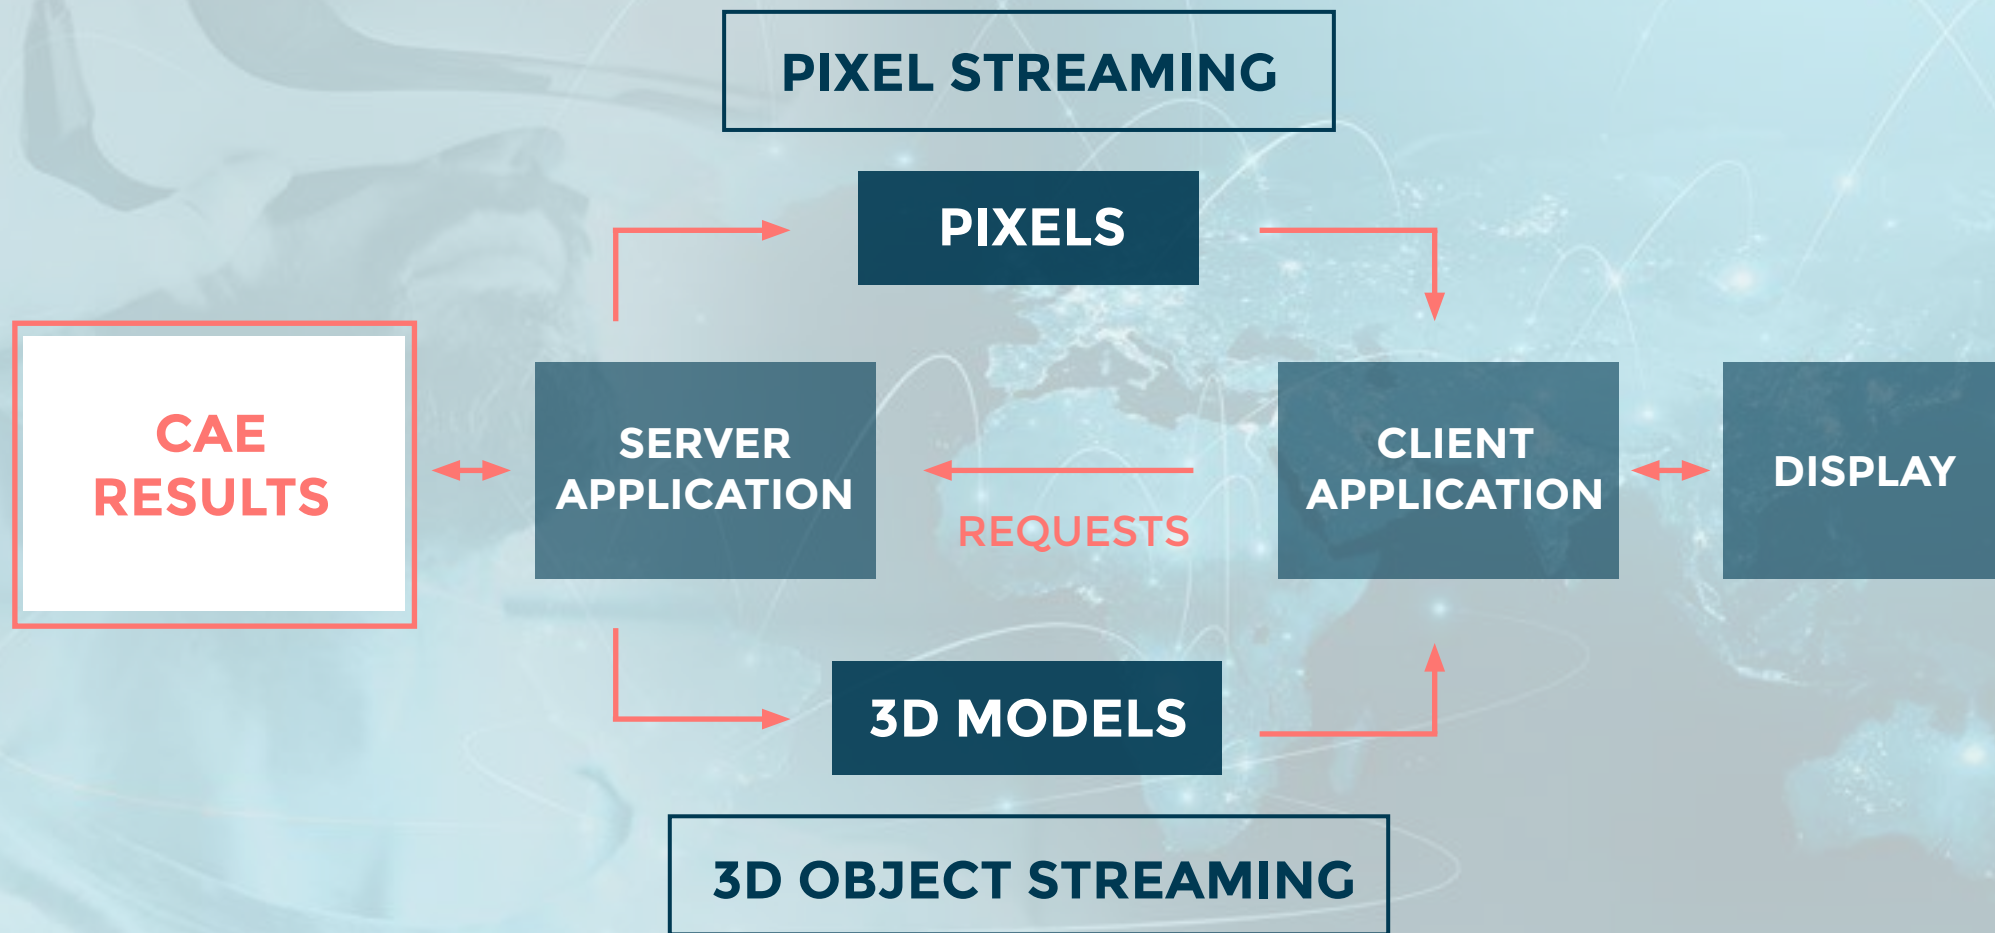 PIXEL STREAMING
PIXELS
CAE
RESULTS
SERVER
APPLICATION
REQUESTS
CLIENT
APPLICATION
DISPLAY
3D MODELS
3D OBJECT STREAMING